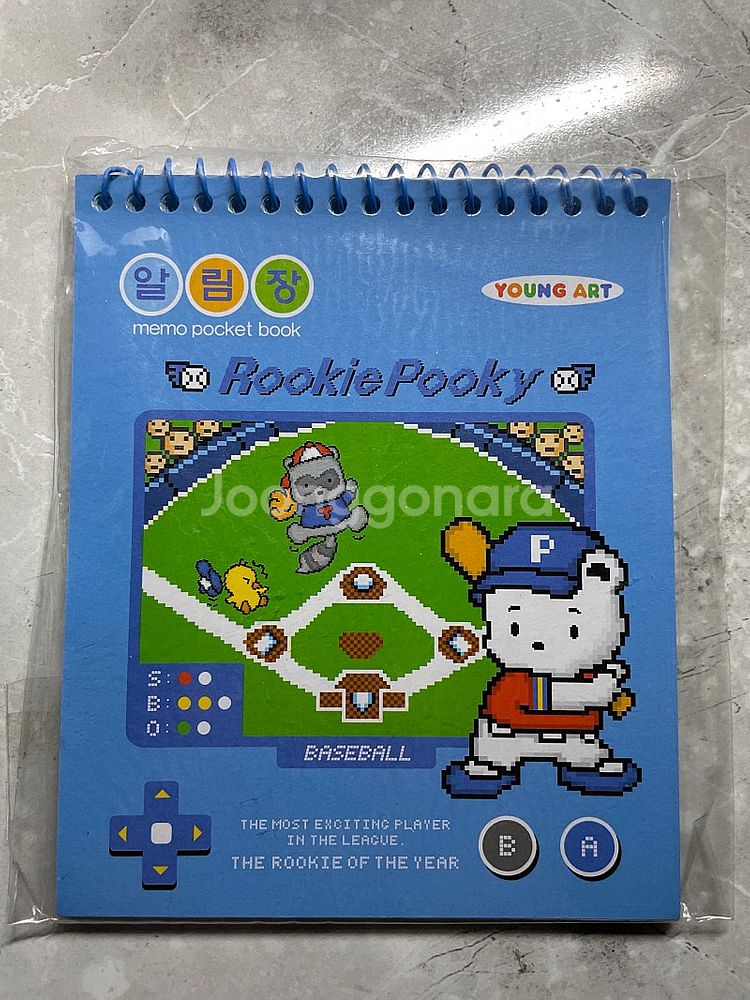 알림장
YOUNG ART
memo pocket book
Rookie Pooky
Joonggonara
P
S:
B:
O:
BASEBALL
THE MOST EXCITING PLAYER
IN THE LEAGUE.
THE ROOKIE OF THE YEAR
B
A